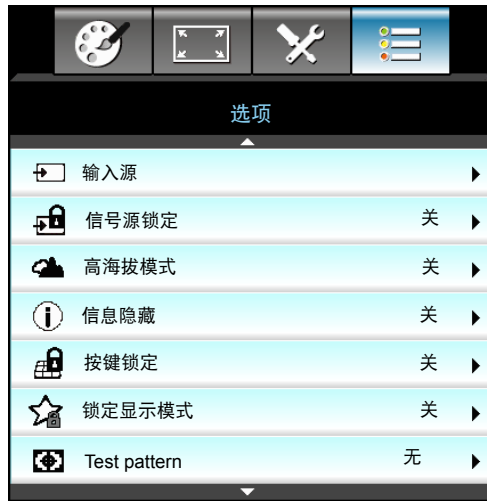 选项
输入源
信号源锁定 关
高海拔模式 关
信息隐藏 关
按键锁定 关
锁定显示模式 关
Test pattern 无